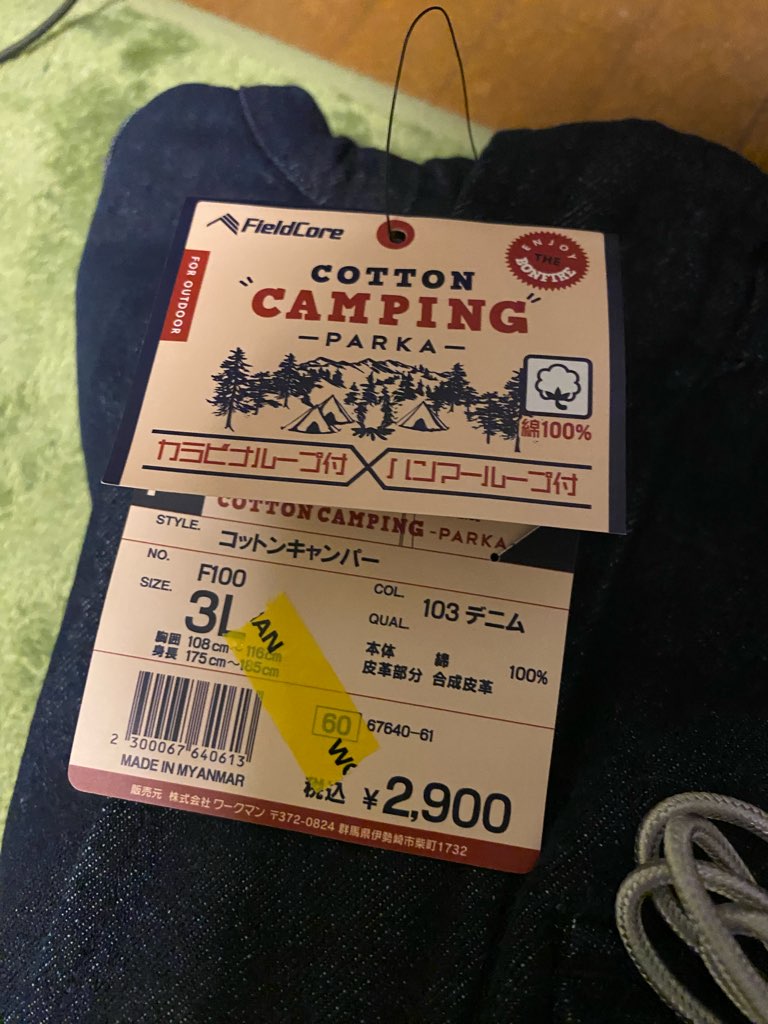 FieldCore
ENJOY
THE
BONFIRE
FOR OUTDOOR
COTTON
"CAMPING"
PARKA
綿100%
カラビナループ付
ハンマーループ付
COTTON CAMPING-PARKA
STYLE. コットンキャンパー
NO. F100
COL. 103 デニム
SIZE. 3L
QUAL.
胸囲 108cm～116cm
身長 175cm～185cm
本体 綿 100%
皮革部分 合成皮革
AN
60 67640-61
2 300067 640613
MADE IN MYANMAR
税込 ¥2,900
販売元 株式会社 ワークマン 〒372-0824 群馬県伊勢崎市柴町1732